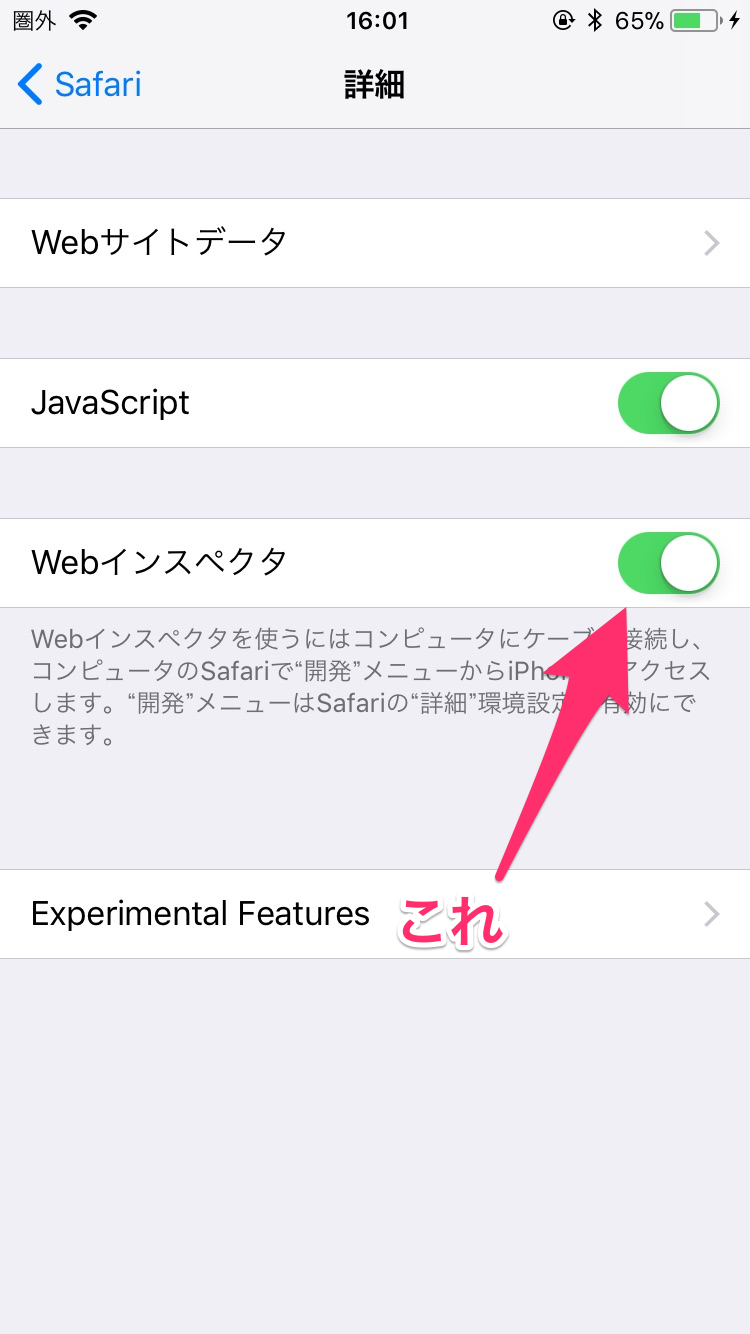 圏外 16:01 65%
Safari 詳細
Webサイトデータ
JavaScript
Webインスペクタ
Webインスペクタを使うにはコンピュータにケーブ 接続し、
コンピュータのSafariで“開発”メニューからiPho アクセス
します。“開発”メニューはSafariの“詳細”環境設定 有効にで
きます。
Experimental Features
これ